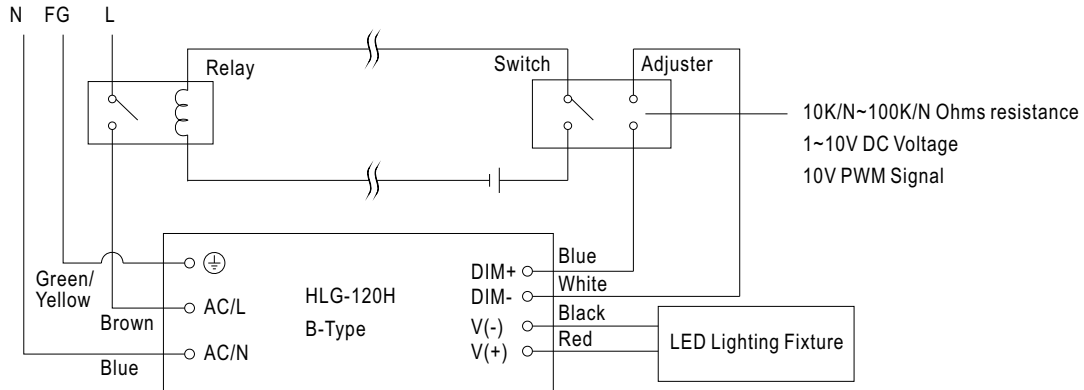 N FG L
Relay
Switch
Adjuster
10K/N~100K/N Ohms resistance
1~10V DC Voltage
10V PWM Signal
Green/
Yellow
Brown
Blue
AC/L
AC/N
HLG-120H
B-Type
DIM+
DIM-
V(-)
V(+)
Blue
White
Black
Red
LED Lighting Fixture